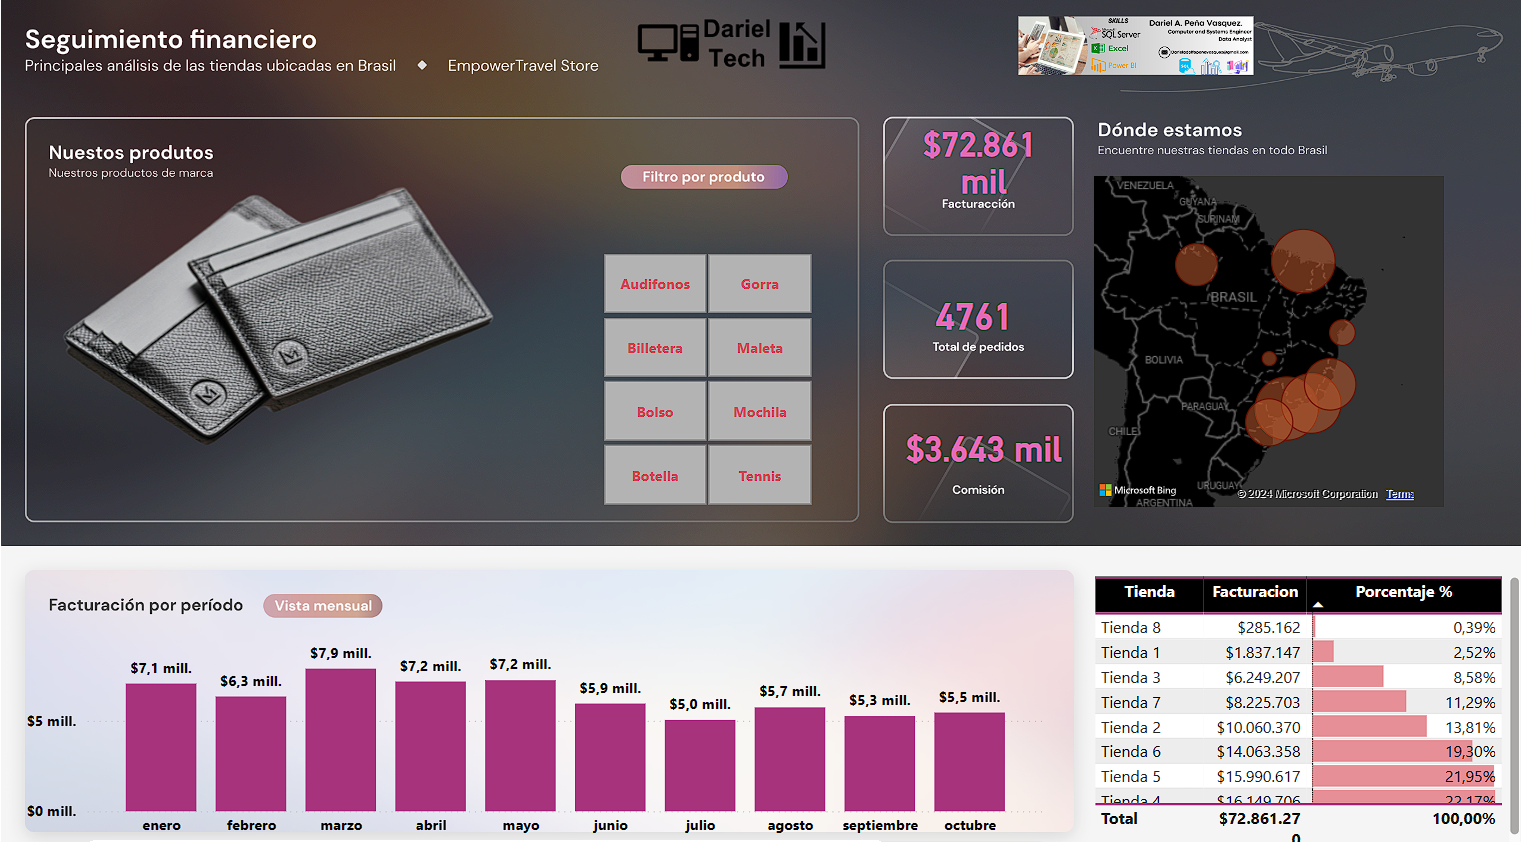 Seguimiento financiero
Principales análisis de las tiendas ubicadas en Brasil ◆ EmpowerTravel Store
Dariel
Tech
SKILLS
SQLServer
Excel
Power BI
Dariel A. Peña Vasquez.
Computer and Systems Engineer
Data Analyst
Nuestos produtos
Nuestros productos de marca
Filtro por produto
Audifonos
Gorra
Billetera
Maleta
Bolso
Mochila
Botella
Tennis
$72.861
mil
Facturacción
4761
Total de pedidos
$3.643 mil
Comisión
Dónde estamos
Encuentre nuestras tiendas en todo Brasil
VENEZUELA
GUYANA
SURINAM
BRASIL
BOLIVIA
PARAGUAY
CHILE
URUGUAY
ARGENTINA
Microsoft Bing
© 2024 Microsoft Corporation Terms
Facturación por período
Vista mensual
$5 mill.
$0 mill.
$7,1 mill.
$6,3 mill.
$7,9 mill.
$7,2 mill.
$7,2 mill.
$5,9 mill.
$5,0 mill.
$5,7 mill.
$5,3 mill.
$5,5 mill.
enero
febrero
marzo
abril
mayo
junio
julio
agosto
septiembre
octubre
Tienda Facturacion Porcentaje %
Tienda 8 $285.162 0,39%
Tienda 1 $1.837.147 2,52%
Tienda 3 $6.249.207 8,58%
Tienda 7 $8.225.703 11,29%
Tienda 2 $10.060.370 13,81%
Tienda 6 $14.063.358 19,30%
Tienda 5 $15.990.617 21,95%
Tienda 4 $16.149.706 22,17%
Total $72.861.27 100,00%
0